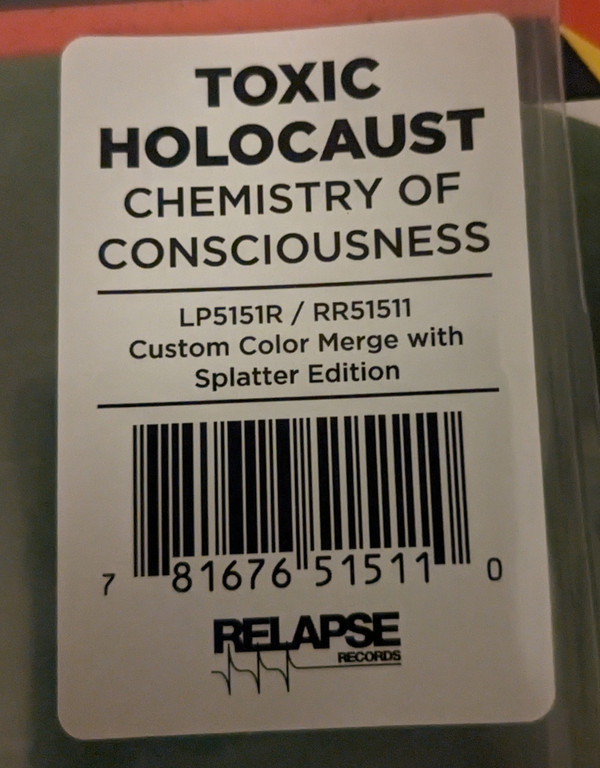 TOXIC
HOLOCAUST
CHEMISTRY OF
CONSCIOUSNESS
LP5151R / RR51511
Custom Color Merge with
Splatter Edition
7 81676 51511 0
RELAPSE
RECORDS